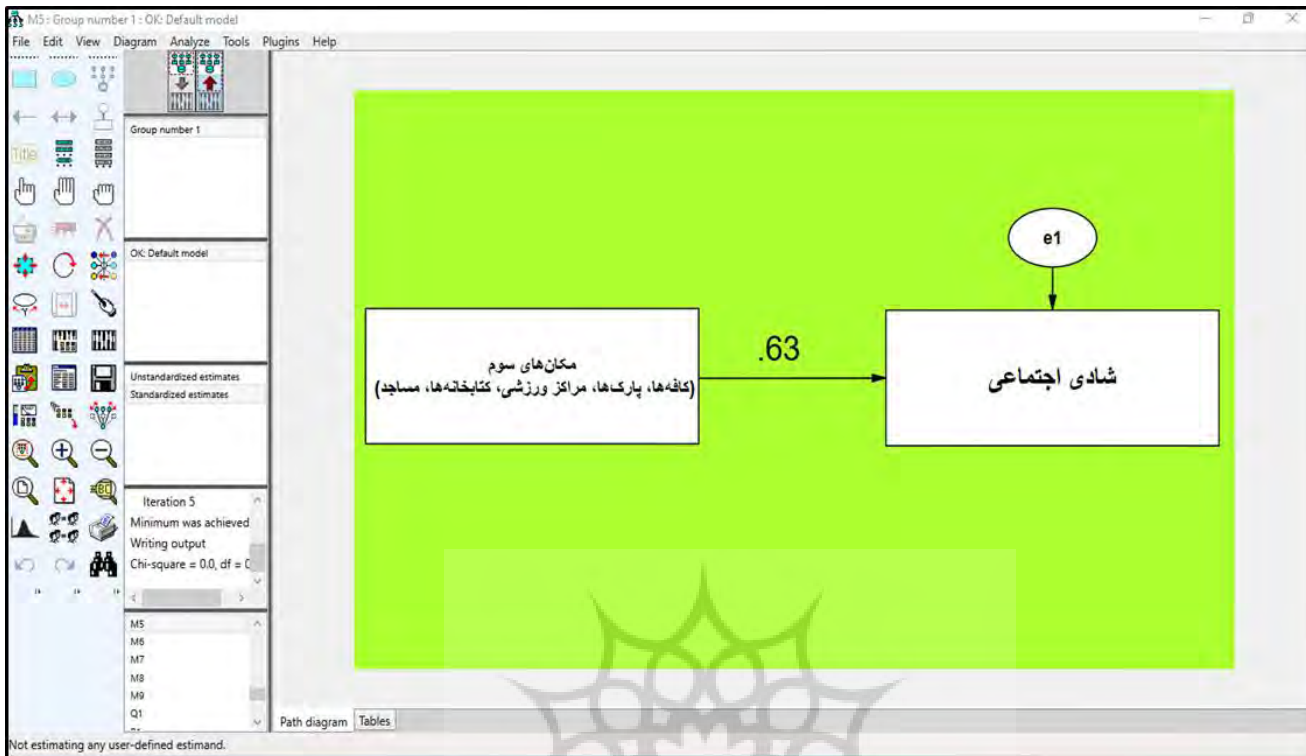 M5 : Group number 1 : OK: Default model
File Edit View Diagram Analyze Tools Plugins Help
Title
Group number 1
OK: Default model
Unstandardized estimates
Standardized estimates
Iteration 5
Minimum was achieved
Writing output
Chi-square = 0.0, df = 0
M5
M6
M7
M8
M9
Q1
e1
.63
مکان‌های سوم
(کافه‌ها، پارک‌ها، مراکز ورزشی، کتابخانه‌ها، مساجد)
شادی اجتماعی
Path diagram Tables
Not estimating any user-defined estimand.